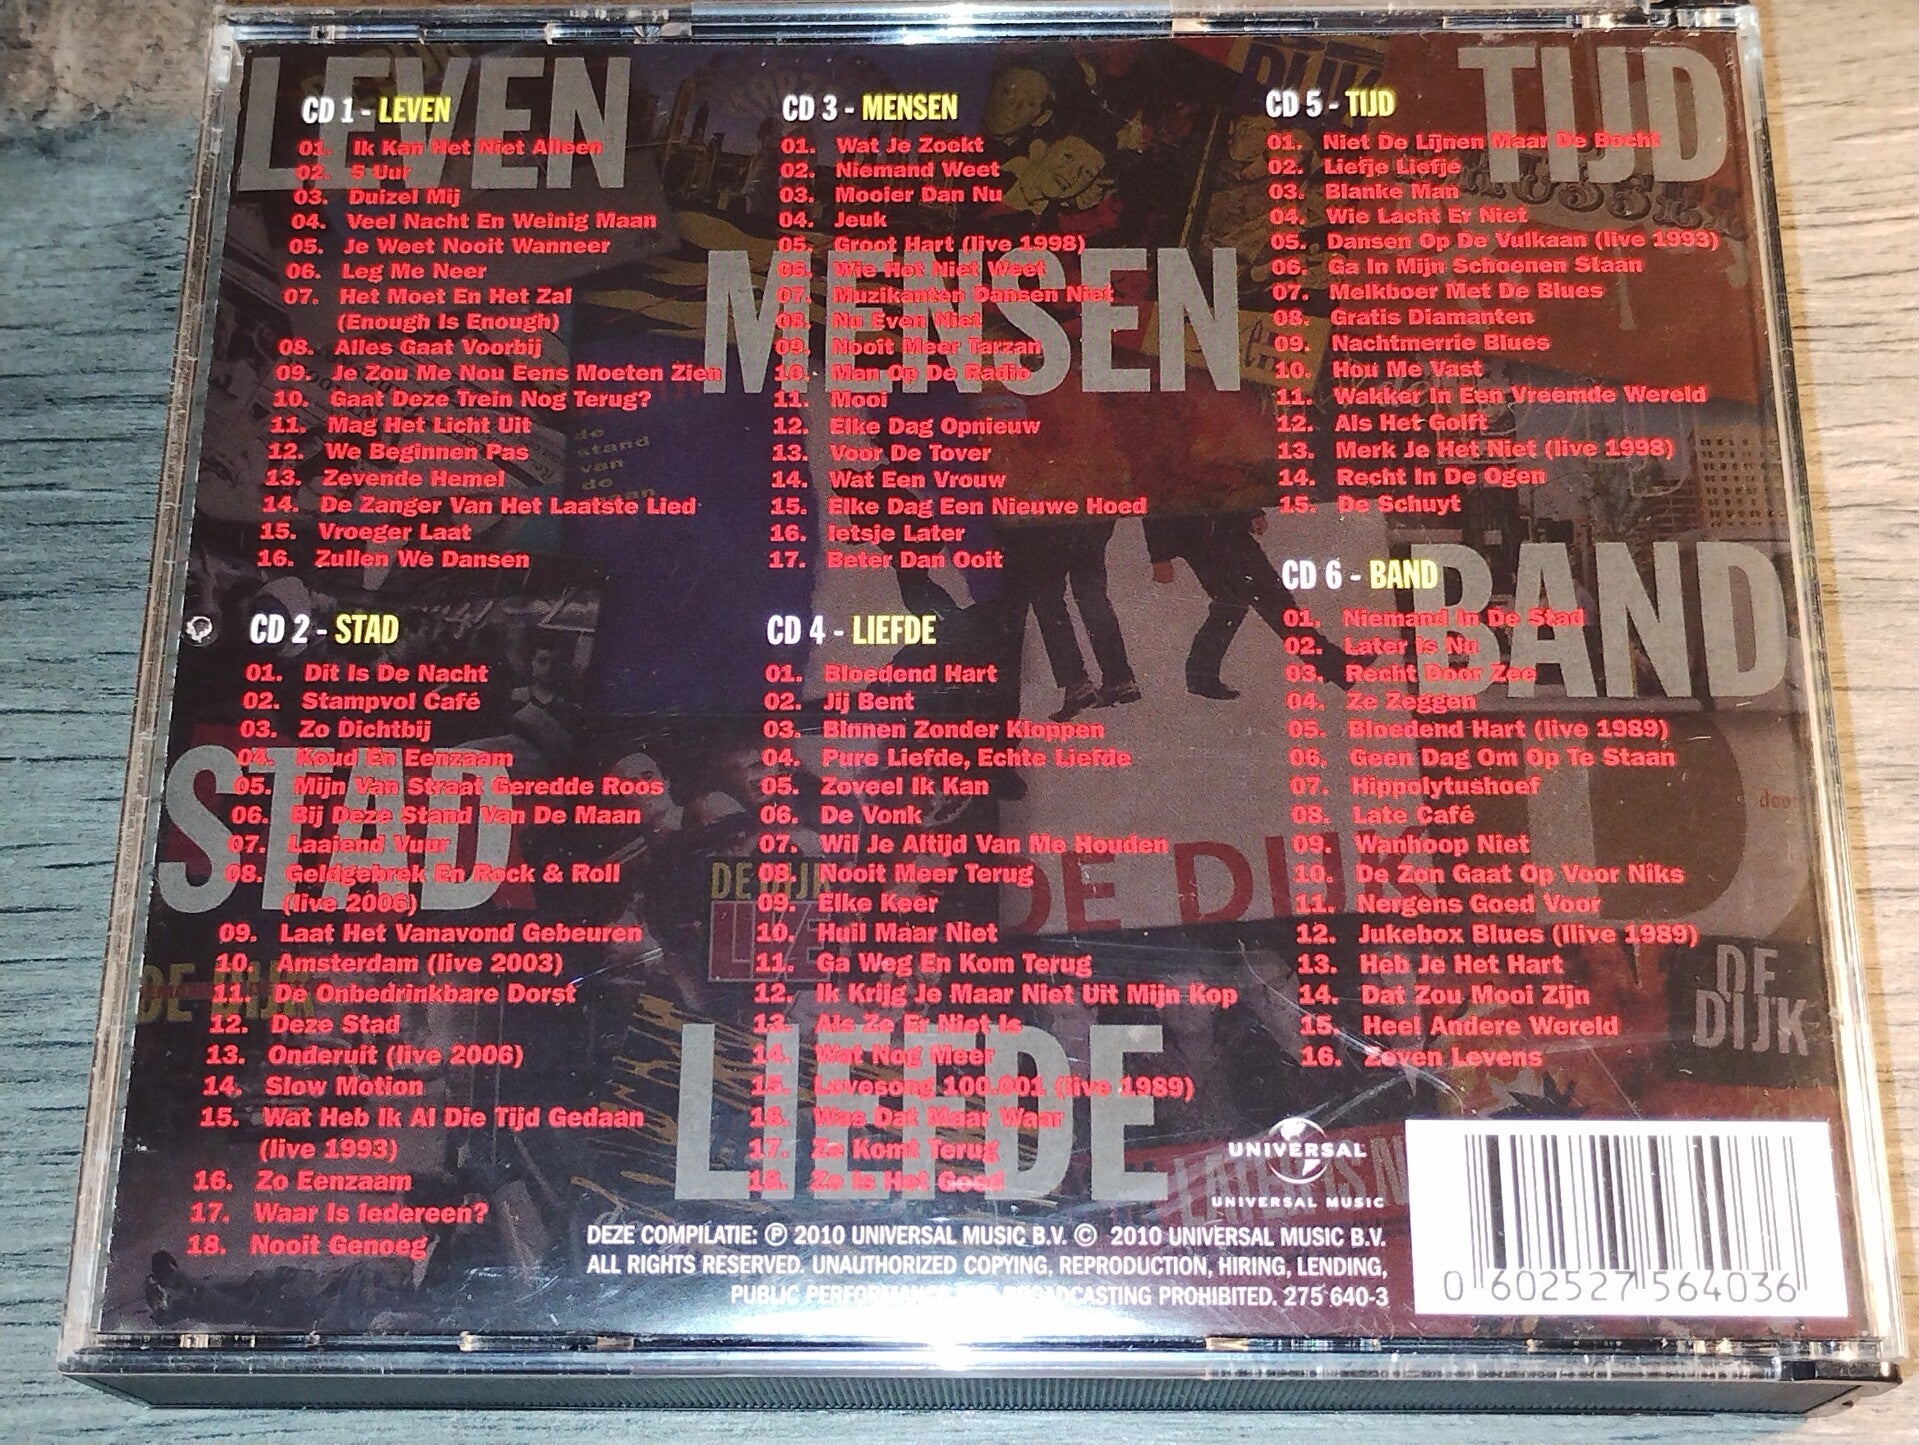 LEVEN
CD 1 - LEVEN
01. Ik Kan Het Niet Alleen
02. 5 Uur
03. Duizel Mij
04. Veel Nacht En Weinig Maan
05. Je Weet Nooit Wanneer
06. Leg Me Neer
07. Het Moet En Het Zal
(Enough Is Enough)
08. Alles Gaat Voorbij
09. Je Zou Me Nou Eens Moeten Zien
10. Gaat Deze Trein Nog Terug?
11. Mag Het Licht Uit
12. We Beginnen Pas
13. Zevende Hemel
14. De Zanger Van Het Laatste Lied
15. Vroeger Laat
16. Zullen We Dansen
STAD
CD 2 - STAD
01. Dit Is De Nacht
02. Stampvol Café
03. Zo Dichtbij
04. Koud En Eenzaam
05. Mijn Van Straat Geredde Roos
06. Bij Deze Stand Van De Maan
07. Laaiend Vuur
08. Geldgebrek En Rock & Roll
(live 2006)
09. Laat Het Vanavond Gebeuren
10. Amsterdam (live 2003)
11. De Onbedrinkbare Dorst
12. Deze Stad
13. Onderuit (live 2006)
14. Slow Motion
15. Wat Heb Ik Al Die Tijd Gedaan
(live 1993)
16. Zo Eenzaam
17. Waar Is Iedereen?
18. Nooit Genoeg
DE DIJK
de
stand
van
de
maan
MENSEN
CD 3 - MENSEN
01. Wat Je Zoekt
02. Niemand Weet
03. Mooier Dan Nu
04. Jeuk
05. Groot Hart (live 1998)
06. Wie Het Niet Weet
07. Muzikanten Dansen Niet
08. Nu Even Niet
09. Nooit Meer Tarzan
10. Man Op De Radio
11. Mooi
12. Elke Dag Opnieuw
13. Voor De Tover
14. Wat Een Vrouw
15. Elke Dag Een Nieuwe Hoed
16. Ietsje Later
17. Beter Dan Ooit
LIEFDE
CD 4 - LIEFDE
01. Bloedend Hart
02. Jij Bent
03. Binnen Zonder Kloppen
04. Pure Liefde, Echte Liefde
05. Zoveel Ik Kan
06. De Vonk
07. Wil Je Altijd Van Me Houden
08. Nooit Meer Terug
09. Elke Keer
10. Huil Maar Niet
11. Ga Weg En Kom Terug
12. Ik Krijg Je Maar Niet Uit Mijn Kop
13. Als Ze Er Niet Is
14. Wat Nog Meer
15. Lovesong 100.001 (live 1989)
16. Was Dat Maar Waar
17. Ze Komt Terug
18. Zo Is Het Goed
DE DIJK
LIVE
DE DIJK
TIJD
CD 5 - TIJD
01. Niet De Lijnen Maar De Bocht
02. Liefje Liefje
03. Blanke Man
04. Wie Lacht Er Niet
05. Dansen Op De Vulkaan (live 1993)
06. Ga In Mijn Schoenen Staan
07. Melkboer Met De Blues
08. Gratis Diamanten
09. Nachtmerrie Blues
10. Hou Me Vast
11. Wakker In Een Vreemde Wereld
12. Als Het Golft
13. Merk Je Het Niet (live 1998)
14. Recht In De Ogen
15. De Schuyt
BAND
CD 6 - BAND
01. Niemand In De Stad
02. Later Is Nu
03. Recht Door Zee
04. Ze Zeggen
05. Bloedend Hart (live 1989)
06. Geen Dag Om Op Te Staan
07. Hippolytushoef
08. Late Café
09. Wanhoop Niet
10. De Zon Gaat Op Voor Niks
11. Nergens Goed Voor
12. Jukebox Blues (llive 1989)
13. Heb Je Het Hart
14. Dat Zou Mooi Zijn
15. Heel Andere Wereld
16. Zeven Levens
DE
DIJK
LATER IS N
UNIVERSAL
UNIVERSAL MUSIC
DEZE COMPILATIE: ℗ 2010 UNIVERSAL MUSIC B.V. © 2010 UNIVERSAL MUSIC B.V.
ALL RIGHTS RESERVED. UNAUTHORIZED COPYING, REPRODUCTION, HIRING, LENDING,
PUBLIC PERFORMANCE AND BROADCASTING PROHIBITED. 275 640-3
0 602527 564036